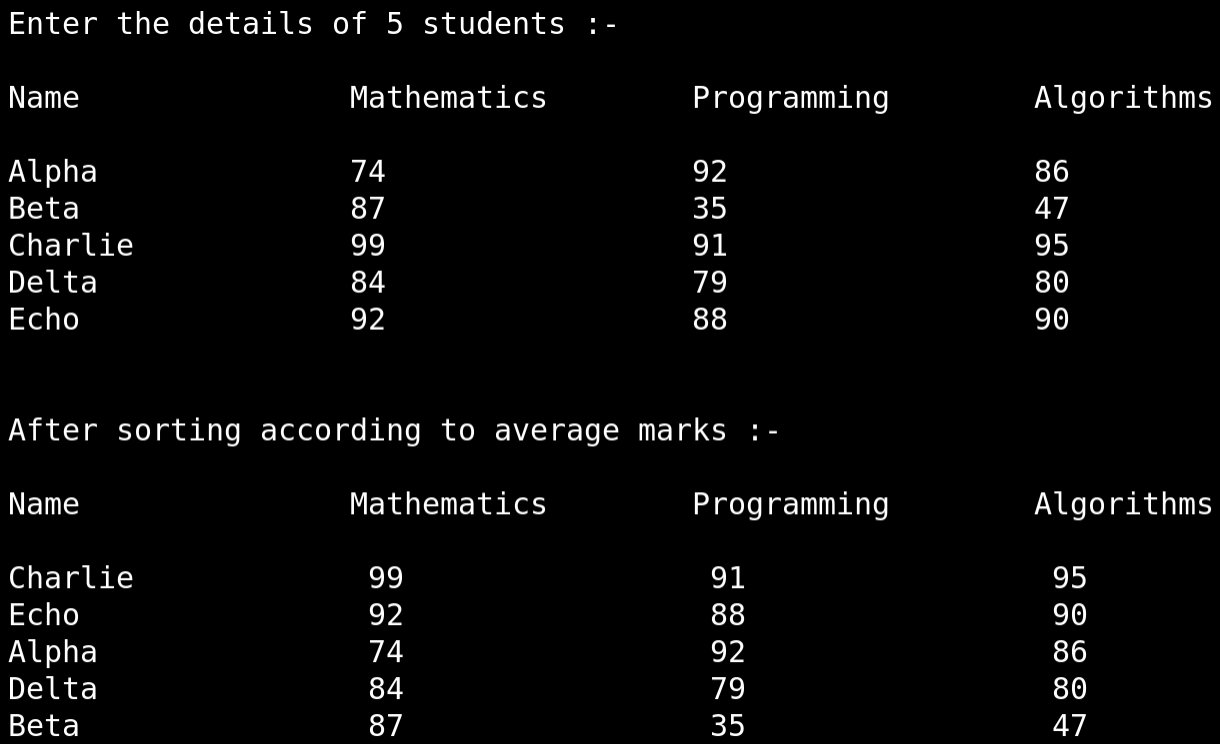 Enter the details of 5 students :-
Name Mathematics Programming Algorithms
Alpha 74 92 86
Beta 87 35 47
Charlie 99 91 95
Delta 84 79 80
Echo 92 88 90
After sorting according to average marks :-
Name Mathematics Programming Algorithms
Charlie 99 91 95
Echo 92 88 90
Alpha 74 92 86
Delta 84 79 80
Beta 87 35 47